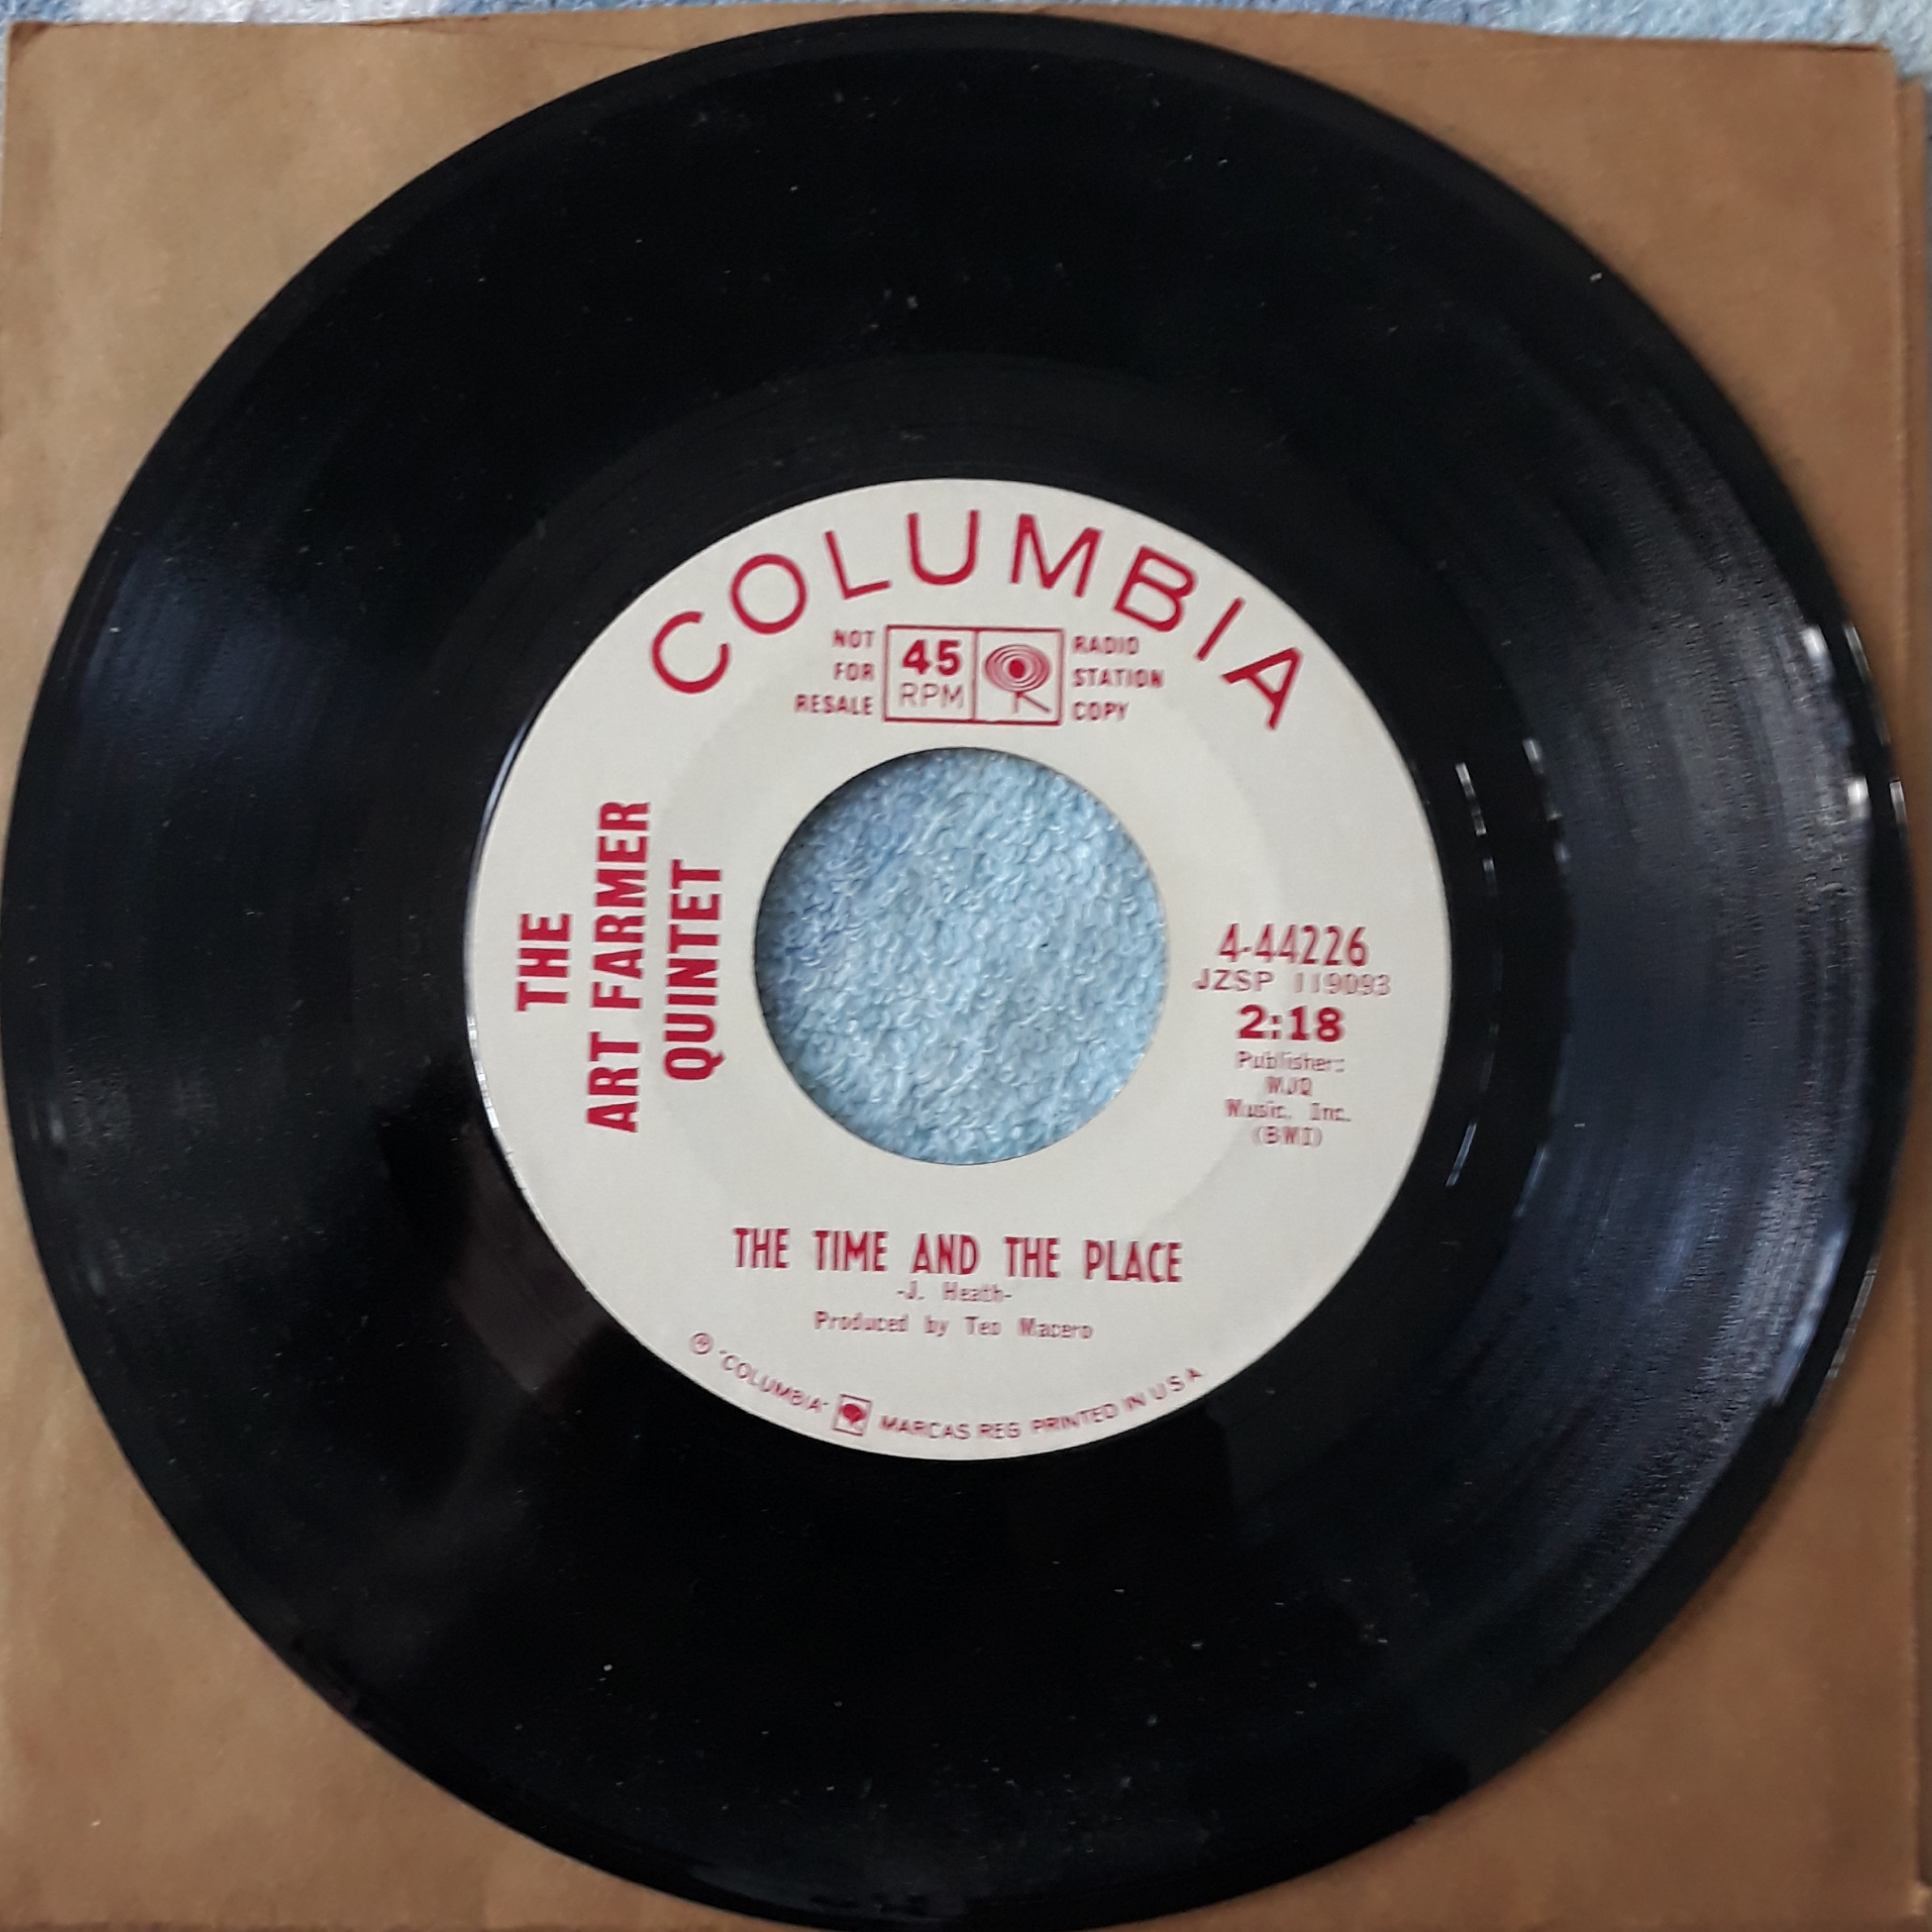 COLUMBIA
NOT
FOR
RESALE
45
RPM
RADIO
STATION
COPY
THE
ART FARMER
QUINTET
4-44226
JZSP 119093
2:18
Publisher:
MJQ
Music, Inc.
(BMI)
THE TIME AND THE PLACE
-J. Heath-
Produced by Teo Macero
"COLUMBIA" MARCAS REG PRINTED IN U S A